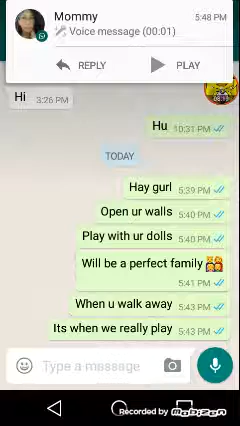 Mommy
5:48 PM
Voice message (00:01)
REPLY
PLAY
Hi
3:26 PM
Hu
10:31 PM
TODAY
Hay gurl
5:39 PM
Open ur walls
5:40 PM
Play with ur dolls
5:40 PM
Will be a perfect family
5:41 PM
When u walk away
5:43 PM
Its when we really play
5:43 PM
Type a message
Recorded by Mobizen